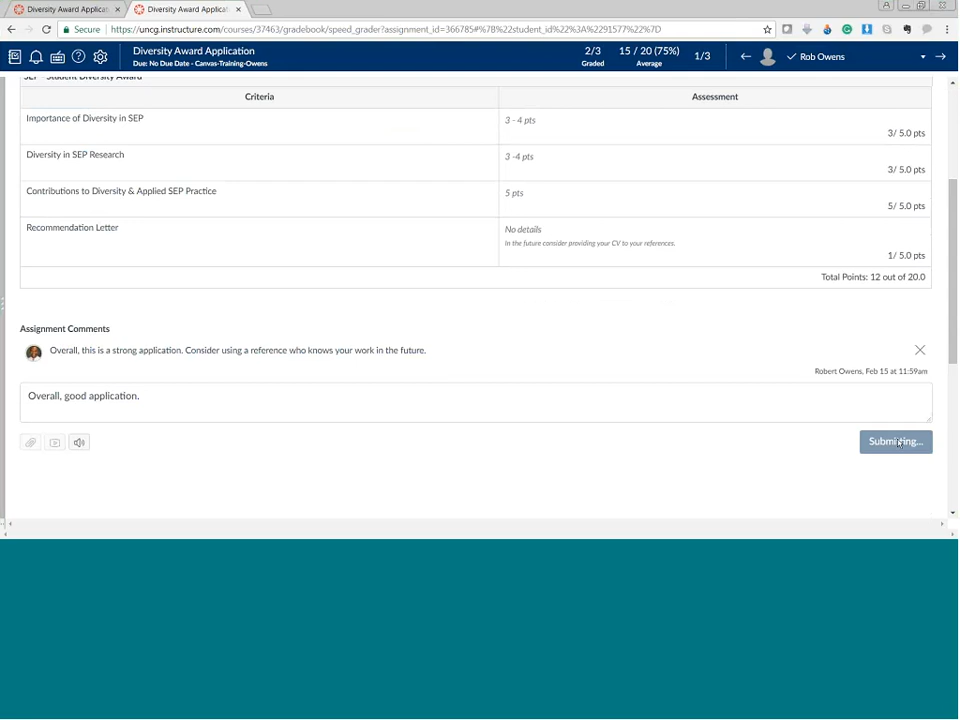 Diversity Award Applicat
Diversity Award Applicat
Secure
https://uncg.instructure.com/courses/37463/gradebook/speed_grader?assignment_id=366785#%7B%22student_id%22%3A%2291577%22%7D
Diversity Award Application
Due: No Due Date - Canvas-Training-Owens
2/3
Graded
15 / 20 (75%)
Average
1/3
Rob Owens
SEP - Student Diversity Award
Criteria
Assessment
Importance of Diversity in SEP
3 - 4 pts
3/ 5.0 pts
Diversity in SEP Research
3 -4 pts
3/ 5.0 pts
Contributions to Diversity & Applied SEP Practice
5 pts
5/ 5.0 pts
Recommendation Letter
No details
In the future consider providing your CV to your references.
1/ 5.0 pts
Total Points: 12 out of 20.0
Assignment Comments
Overall, this is a strong application. Consider using a reference who knows your work in the future.
Robert Owens, Feb 15 at 11:59am
Overall, good application.
Submitting...